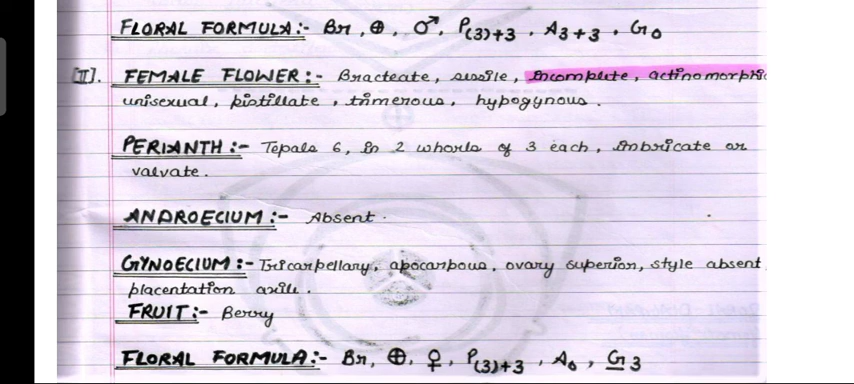 FLORAL FORMULA:- Br, ⊕, ♂, P(3)+3, A3+3, G0
[II]. FEMALE FLOWER:- Bracteate, sessile, Incomplete, actinomorphic
unisexual, pistillate, trimerous, hypogynous.
PERIANTH:- Tepals 6, In 2 whorls of 3 each, Imbricate or
valvate.
ANDROECIUM:- Absent.
GYNOECIUM:- Tricarpellary, apocarpous, ovary superior, style absent
placentation axile.
FRUIT:- Berry
FLORAL FORMULA:- Br, ⊕, ♀, P(3)+3, A0, G3